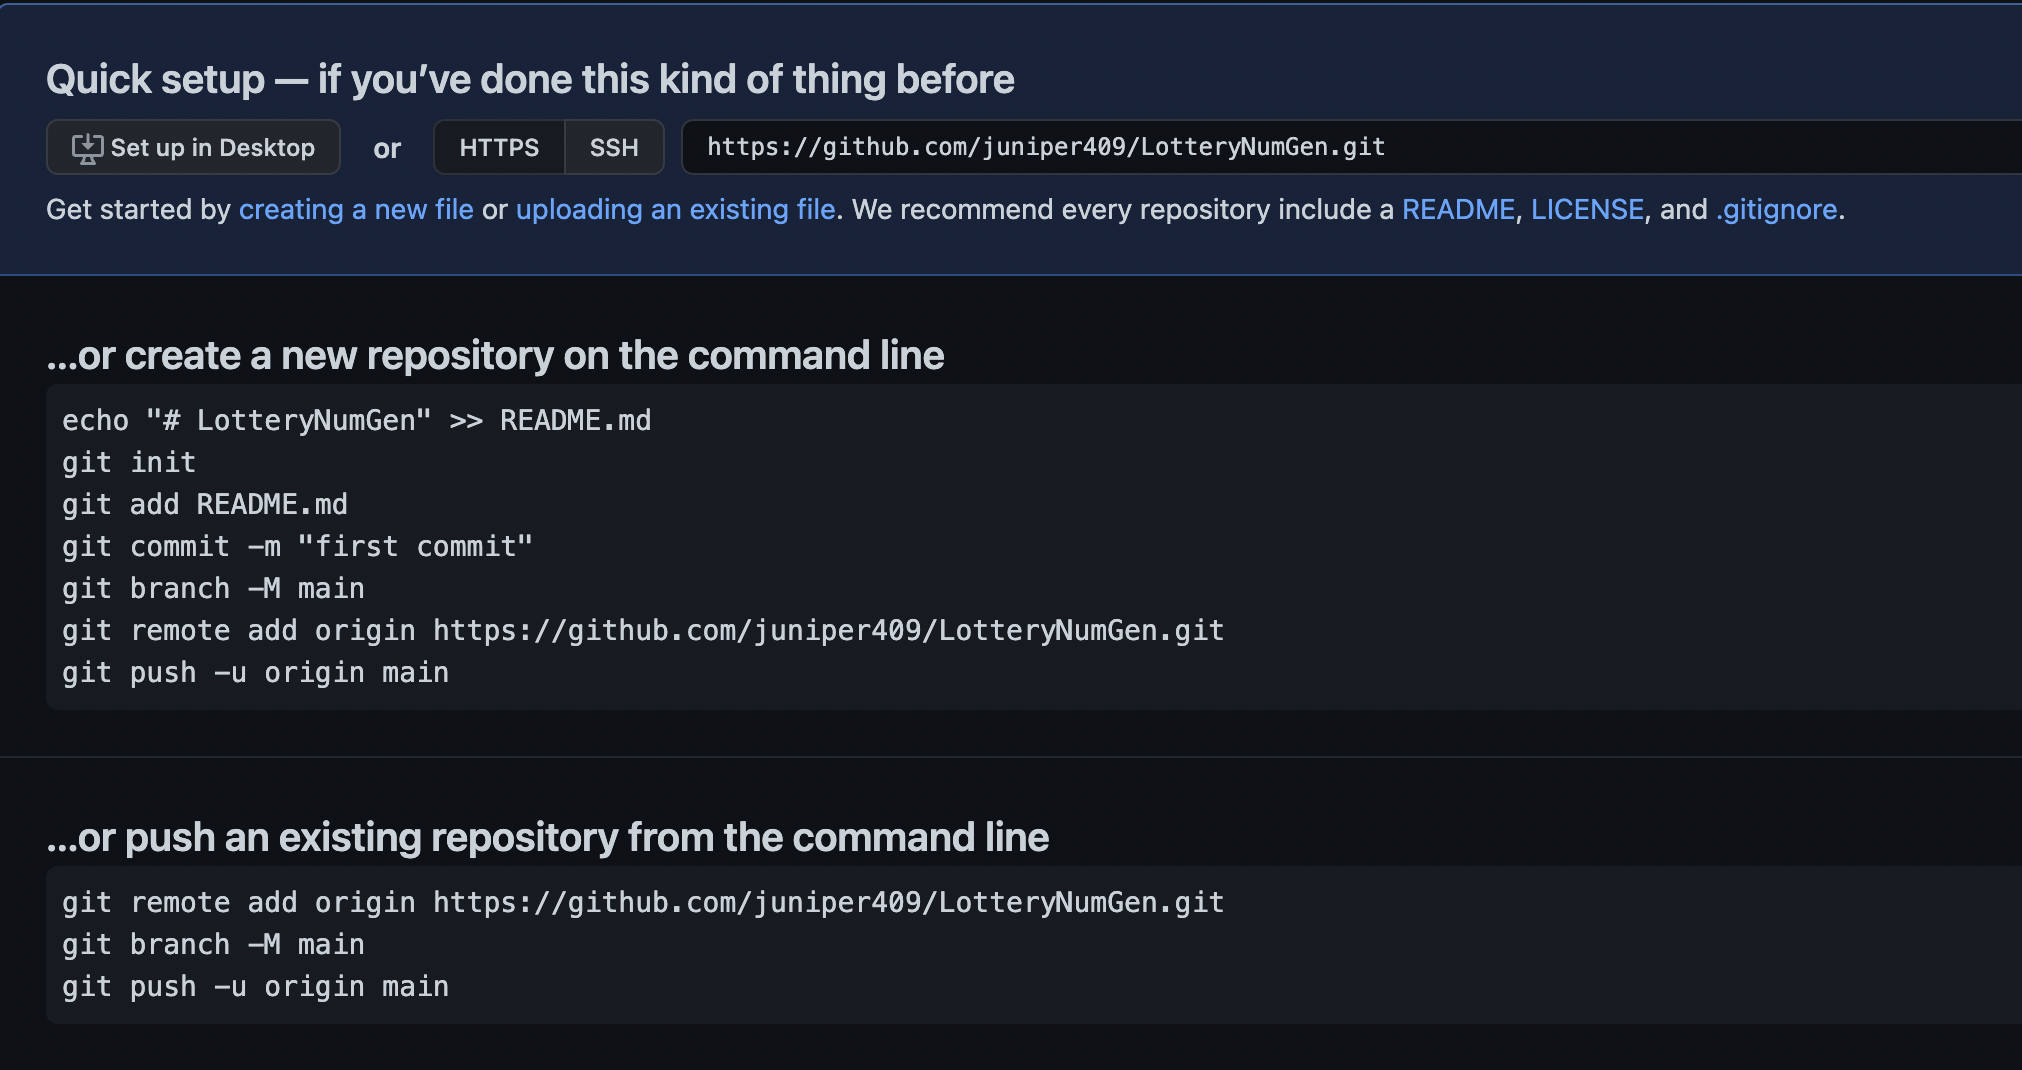 Quick setup — if you’ve done this kind of thing before
Set up in Desktop or HTTPS SSH https://github.com/juniper409/LotteryNumGen.git
Get started by creating a new file or uploading an existing file. We recommend every repository include a README, LICENSE, and .gitignore.
...or create a new repository on the command line
echo "# LotteryNumGen" >> README.md
git init
git add README.md
git commit -m "first commit"
git branch -M main
git remote add origin https://github.com/juniper409/LotteryNumGen.git
git push -u origin main
...or push an existing repository from the command line
git remote add origin https://github.com/juniper409/LotteryNumGen.git
git branch -M main
git push -u origin main